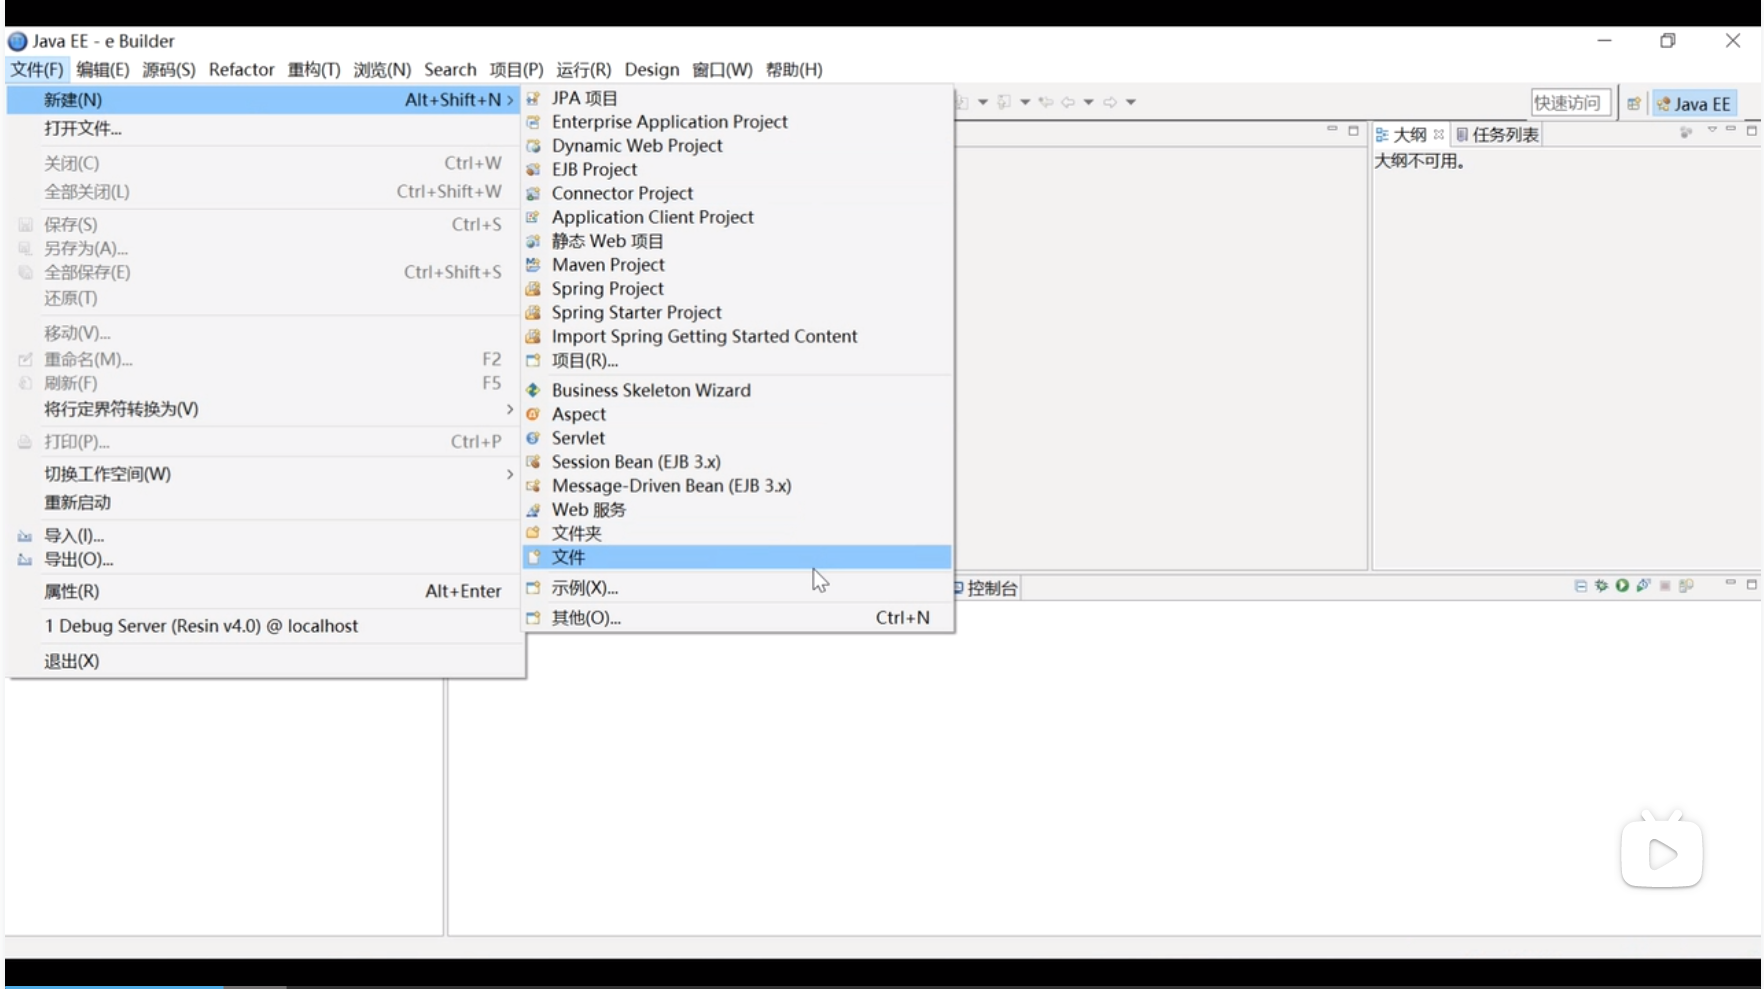 Java EE - e Builder
文件(F) 编辑(E) 源码(S) Refactor 重构(T) 浏览(N) Search 项目(P) 运行(R) Design 窗口(W) 帮助(H)
快速访问 Java EE
新建(N) Alt+Shift+N
打开文件...
关闭(C) Ctrl+W
全部关闭(L) Ctrl+Shift+W
保存(S) Ctrl+S
另存为(A)...
全部保存(E) Ctrl+Shift+S
还原(T)
移动(V)...
重命名(M)... F2
刷新(F) F5
将行定界符转换为(V)
打印(P)... Ctrl+P
切换工作空间(W)
重新启动
导入(I)...
导出(O)...
属性(R) Alt+Enter
1 Debug Server (Resin v4.0) @ localhost
退出(X)
JPA 项目
Enterprise Application Project
Dynamic Web Project
EJB Project
Connector Project
Application Client Project
静态 Web 项目
Maven Project
Spring Project
Spring Starter Project
Import Spring Getting Started Content
项目(R)...
Business Skeleton Wizard
Aspect
Servlet
Session Bean (EJB 3.x)
Message-Driven Bean (EJB 3.x)
Web 服务
文件夹
文件
示例(X)...
其他(O)... Ctrl+N
大纲 任务列表
大纲不可用。
控制台